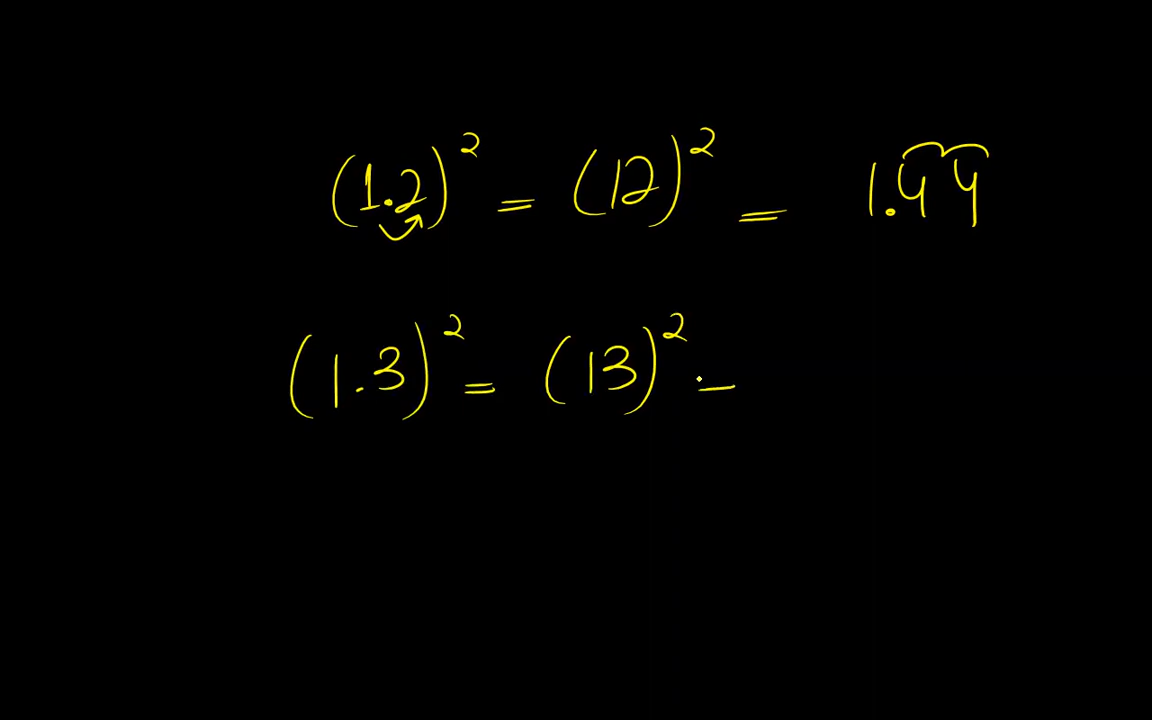 (1.2)² = (12)² = 1.44
(1.3)² = (13)² =